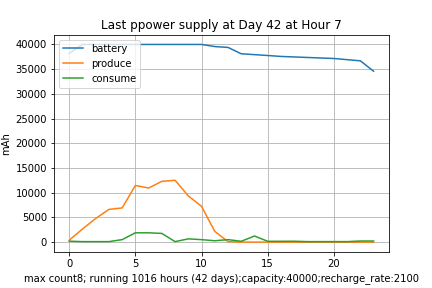 Last ppower supply at Day 42 at Hour 7
40000
35000
30000
25000
20000
15000
10000
5000
0
mAh
battery
produce
consume
0 5 10 15 20
max count8; running 1016 hours (42 days);capacity:40000;recharge_rate:2100